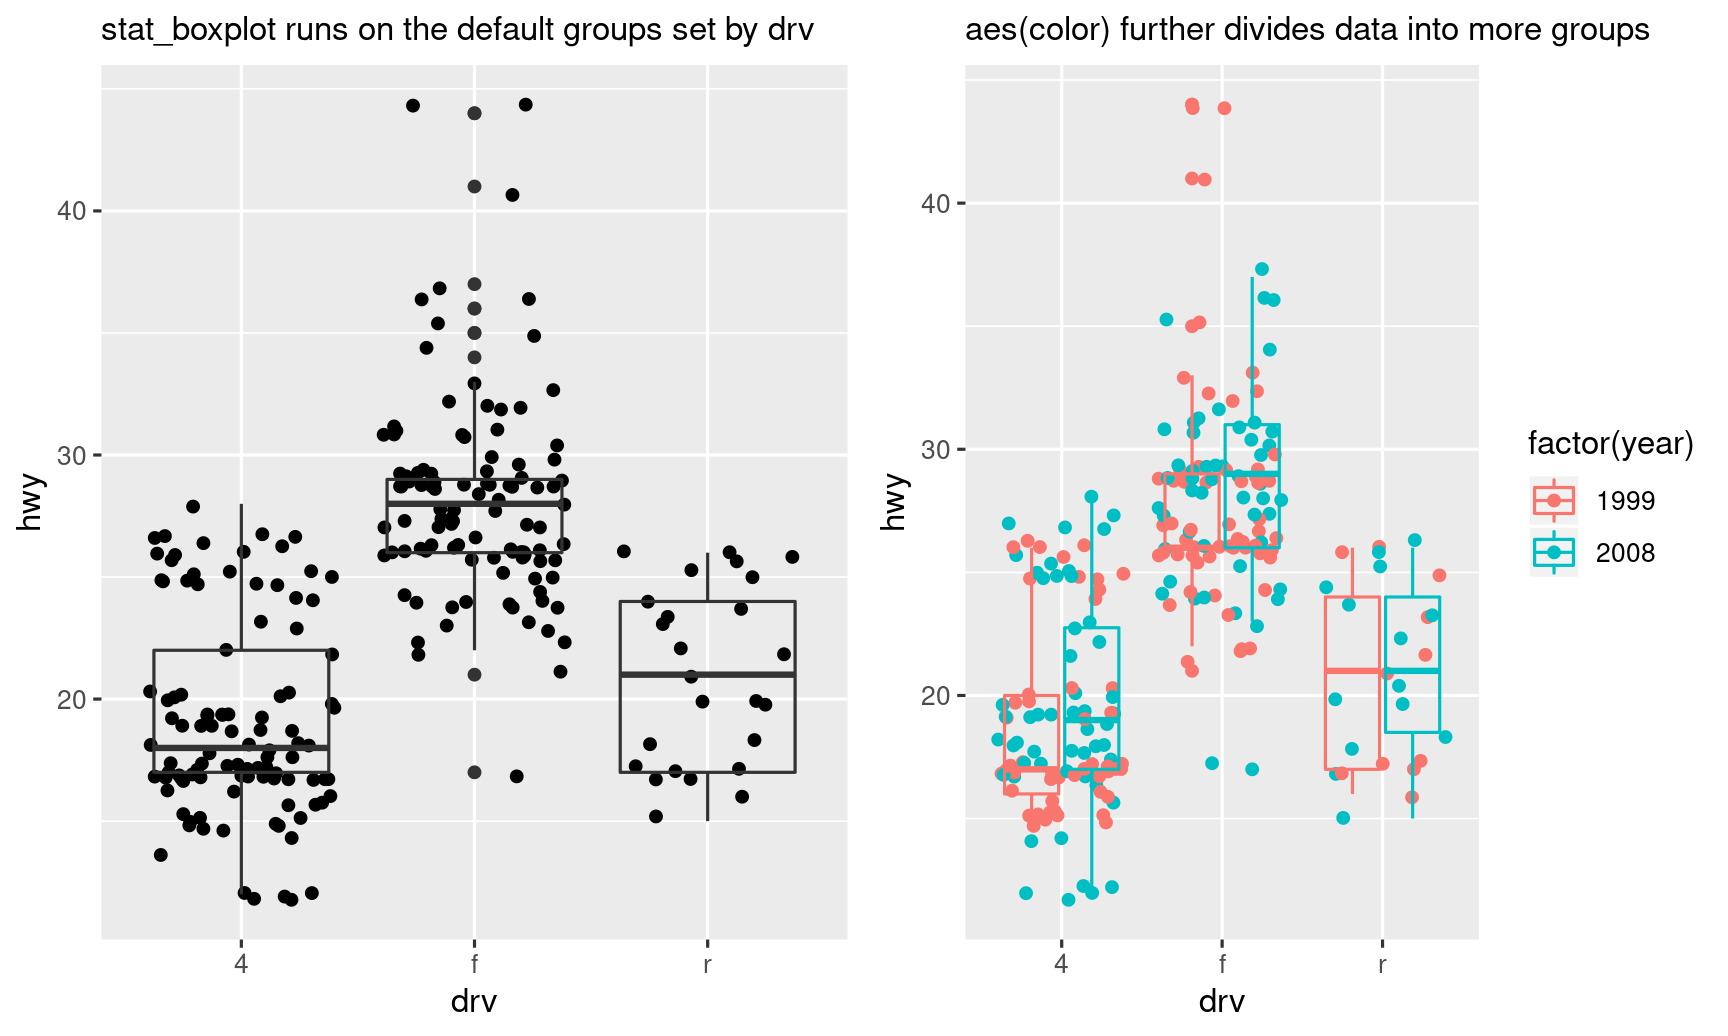 stat_boxplot runs on the default groups set by drv
hwy
40
30
20
4
f
r
drv
aes(color) further divides data into more groups
hwy
40
30
20
4
f
r
drv
factor(year)
1999
2008